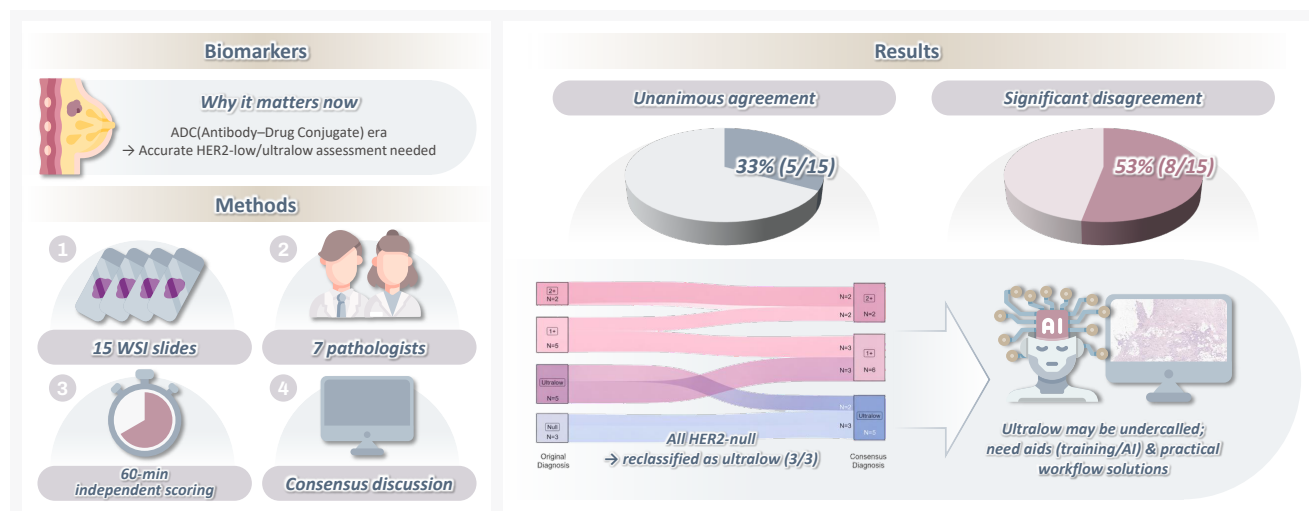 Biomarkers
Why it matters now
ADC(Antibody–Drug Conjugate) era
→ Accurate HER2-low/ultralow assessment needed
Methods
1
15 WSI slides
2
7 pathologists
3
60-min
independent scoring
4
Consensus discussion
Results
Unanimous agreement
33% (5/15)
Significant disagreement
53% (8/15)
2+
N=2
1+
N=5
Ultralow
N=5
Null
N=3
Original
Diagnosis
N=2
N=2
N=3
N=3
N=2
N=3
2+
N=2
1+
N=6
Ultralow
N=3
Consensus
Diagnosis
All HER2-null
→ reclassified as ultralow (3/3)
AI
Ultralow may be undercalled;
need aids (training/AI) & practical
workflow solutions